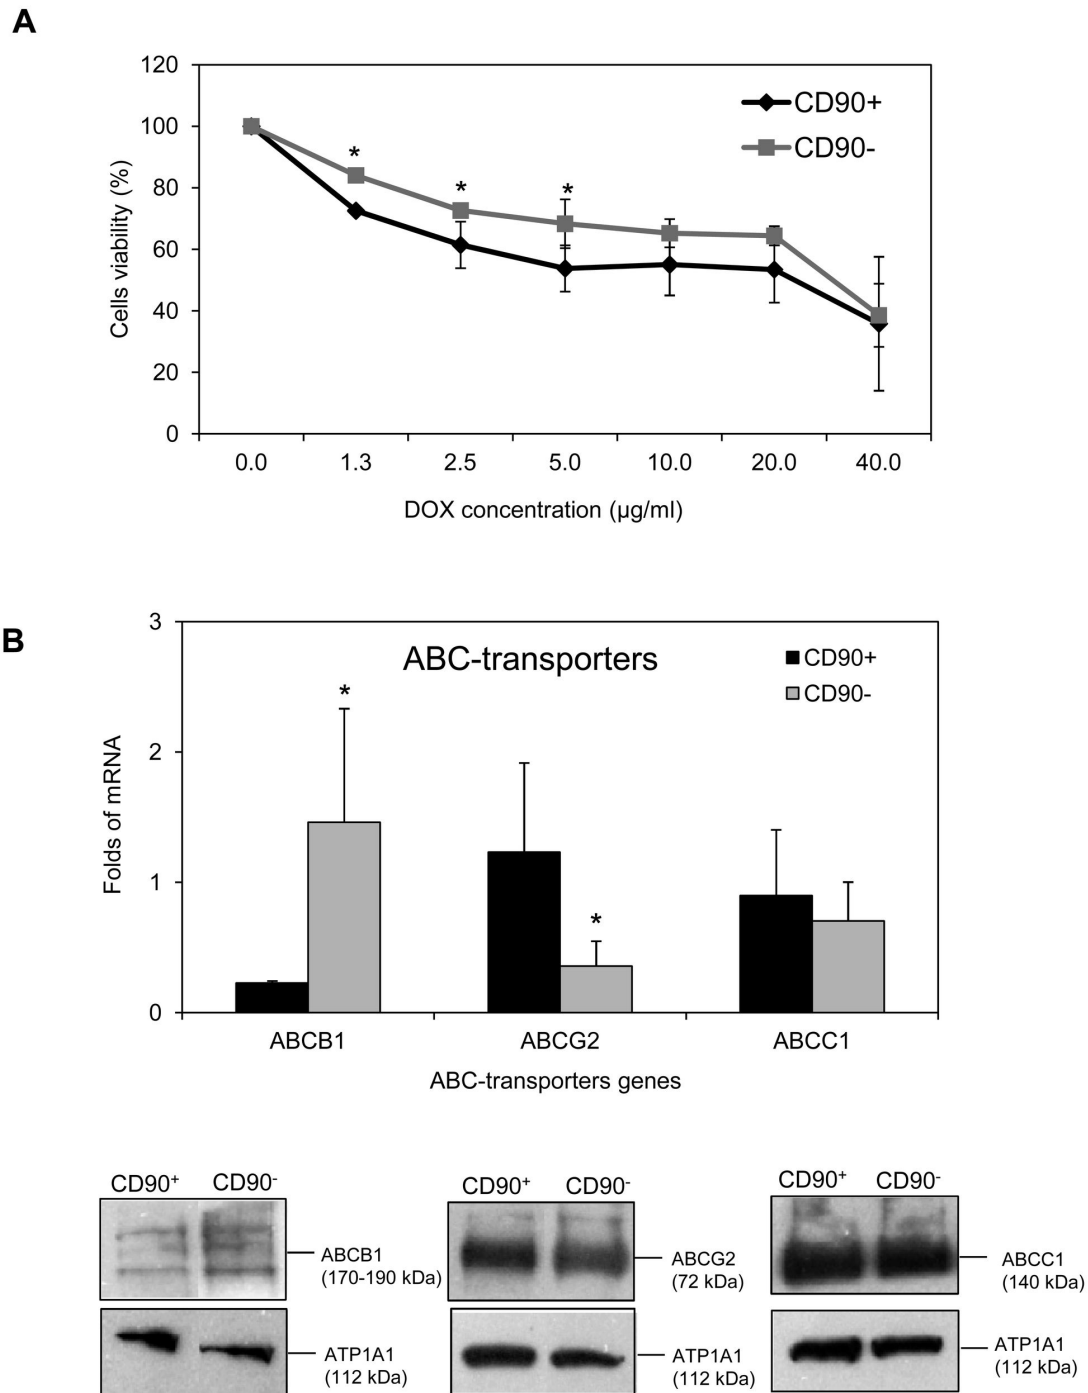 A
120
100
80
60
40
20
0
Cells viability (%)
CD90+
CD90-
*
*
*
0.0 1.3 2.5 5.0 10.0 20.0 40.0
DOX concentration (µg/ml)
B
3
2
1
0
Folds of mRNA
ABC-transporters
CD90+
CD90-
*
*
ABCB1 ABCG2 ABCC1
ABC-transporters genes
CD90⁺ CD90⁻
ABCB1
(170-190 kDa)
ATP1A1
(112 kDa)
CD90⁺ CD90⁻
ABCG2
(72 kDa)
ATP1A1
(112 kDa)
CD90⁺ CD90⁻
ABCC1
(140 kDa)
ATP1A1
(112 kDa)